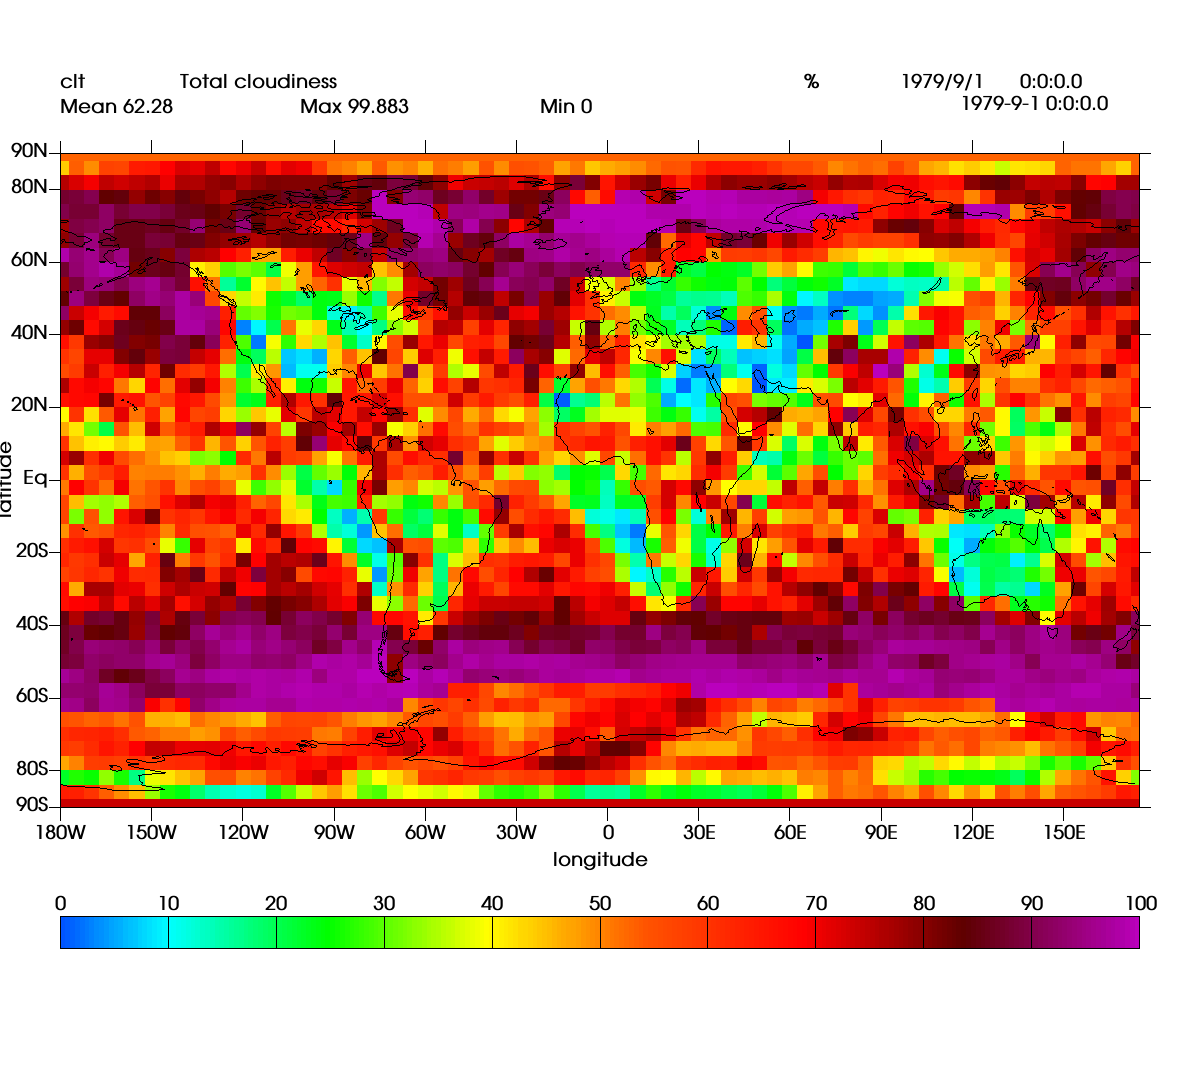 clt Total cloudiness % 1979/9/1 0:0:0.0
Mean 62.28 Max 99.883 Min 0 1979-9-1 0:0:0.0
90N
80N
60N
40N
20N
Eq
20S
40S
60S
80S
90S
latitude
180W 150W 120W 90W 60W 30W 0 30E 60E 90E 120E 150E
longitude
0 10 20 30 40 50 60 70 80 90 100